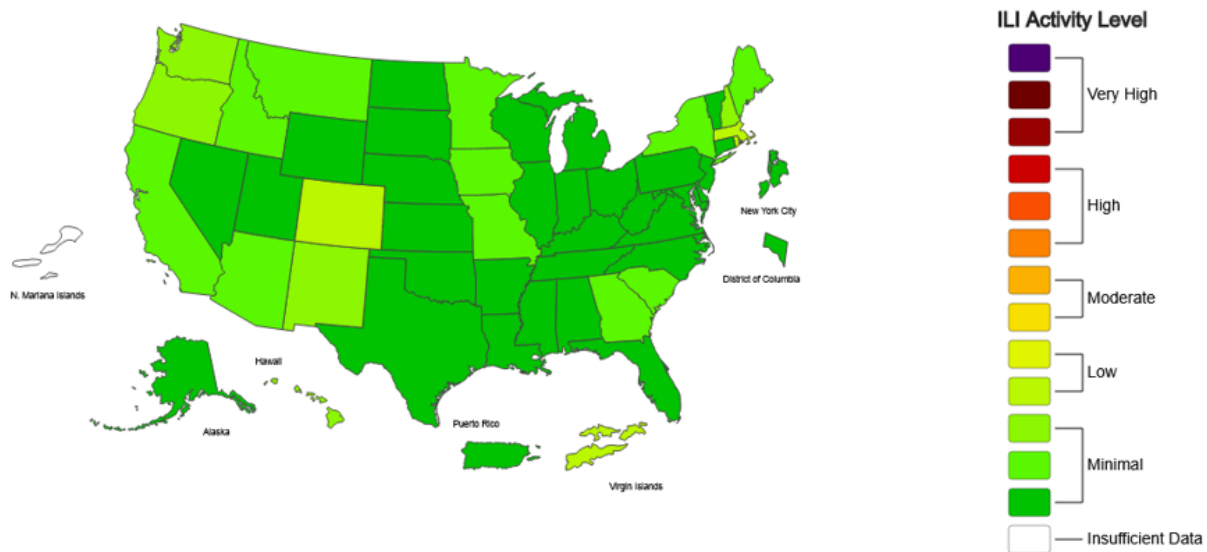 ILI Activity Level
Very High
High
Moderate
Low
Minimal
Insufficient Data
New York City
District of Columbia
N. Mariana Islands
Hawaii
Alaska
Puerto Rico
Virgin Islands